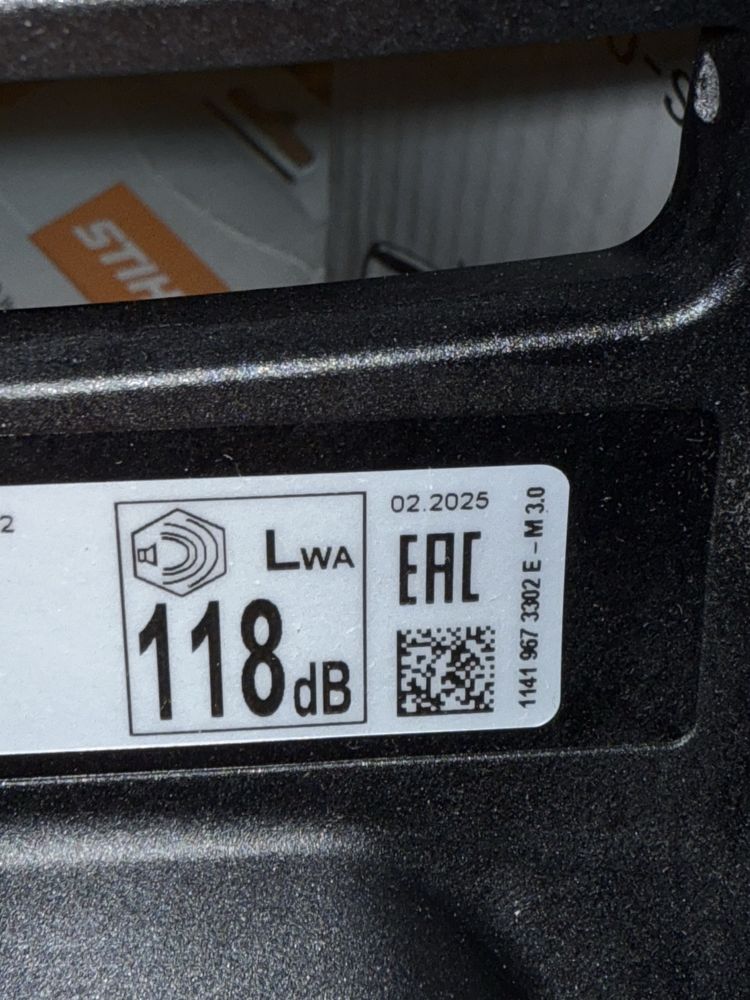 STIH
2
LWA
118dB
02.2025
EAC
1141 967 3302 E – M 3.0